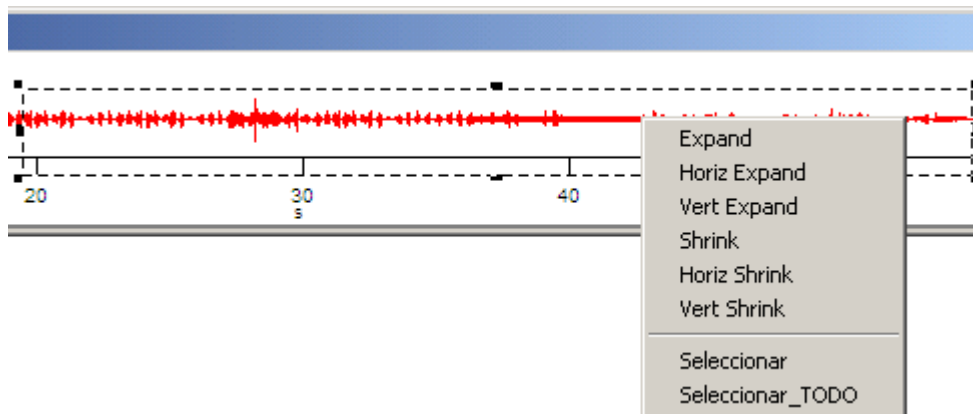 20 30 40
s
Expand
Horiz Expand
Vert Expand
Shrink
Horiz Shrink
Vert Shrink
Seleccionar
Seleccionar_TODO